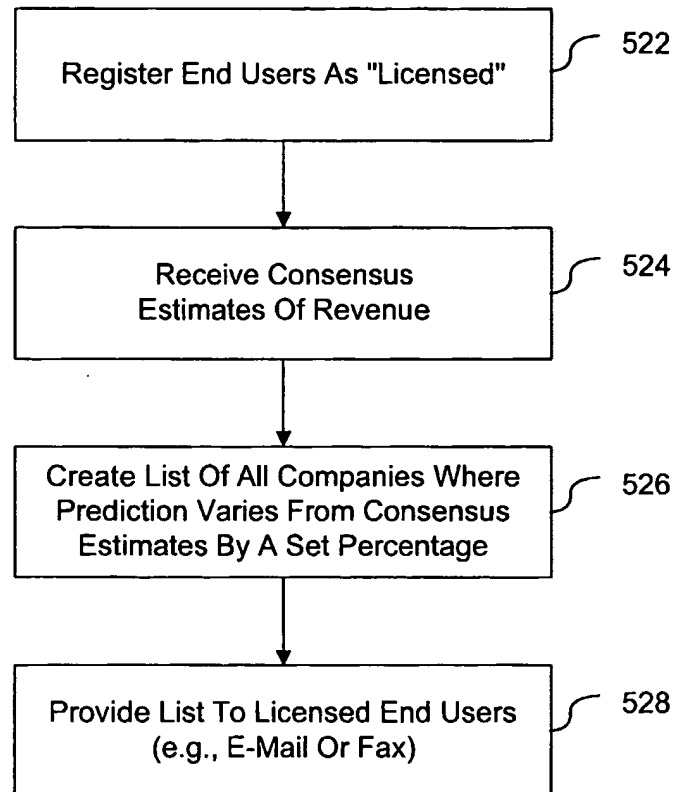 Register End Users As "Licensed"
522
Receive Consensus
Estimates Of Revenue
524
Create List Of All Companies Where
Prediction Varies From Consensus
Estimates By A Set Percentage
526
Provide List To Licensed End Users
(e.g., E-Mail Or Fax)
528